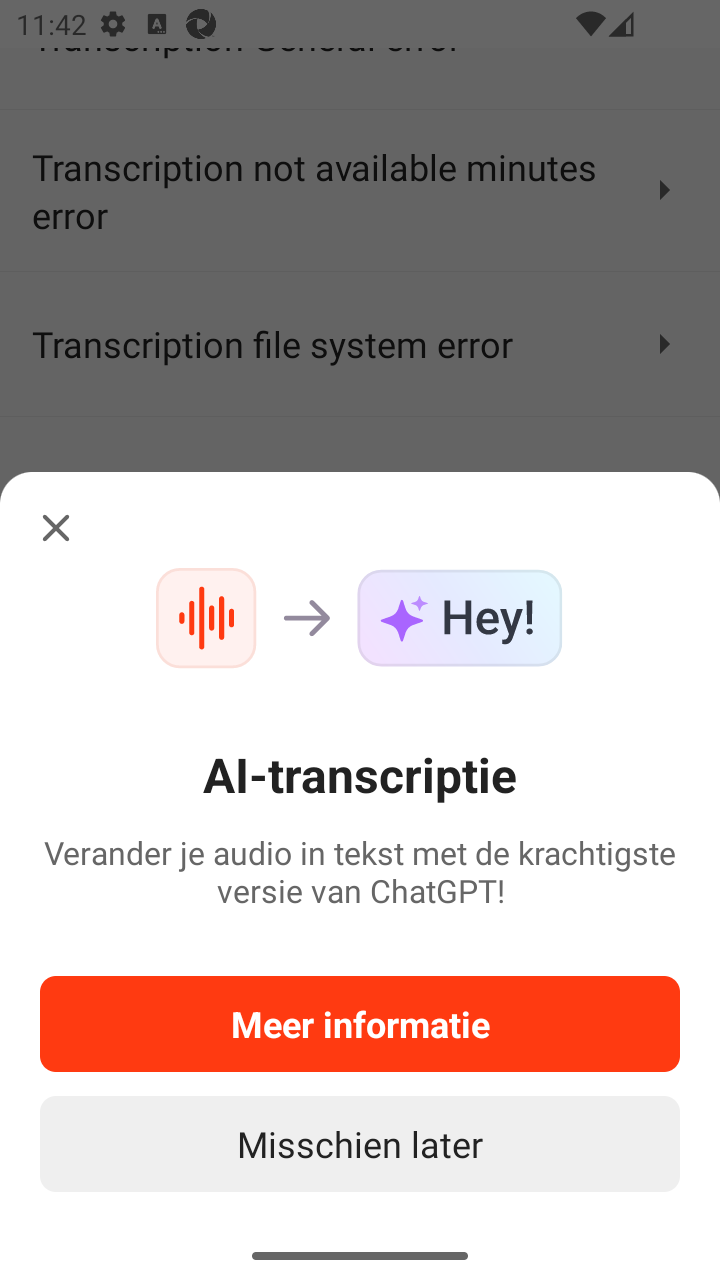 11:42
Transcription General error
Transcription not available minutes
error
Transcription file system error
Hey!
AI-transcriptie
Verander je audio in tekst met de krachtigste
versie van ChatGPT!
Meer informatie
Misschien later